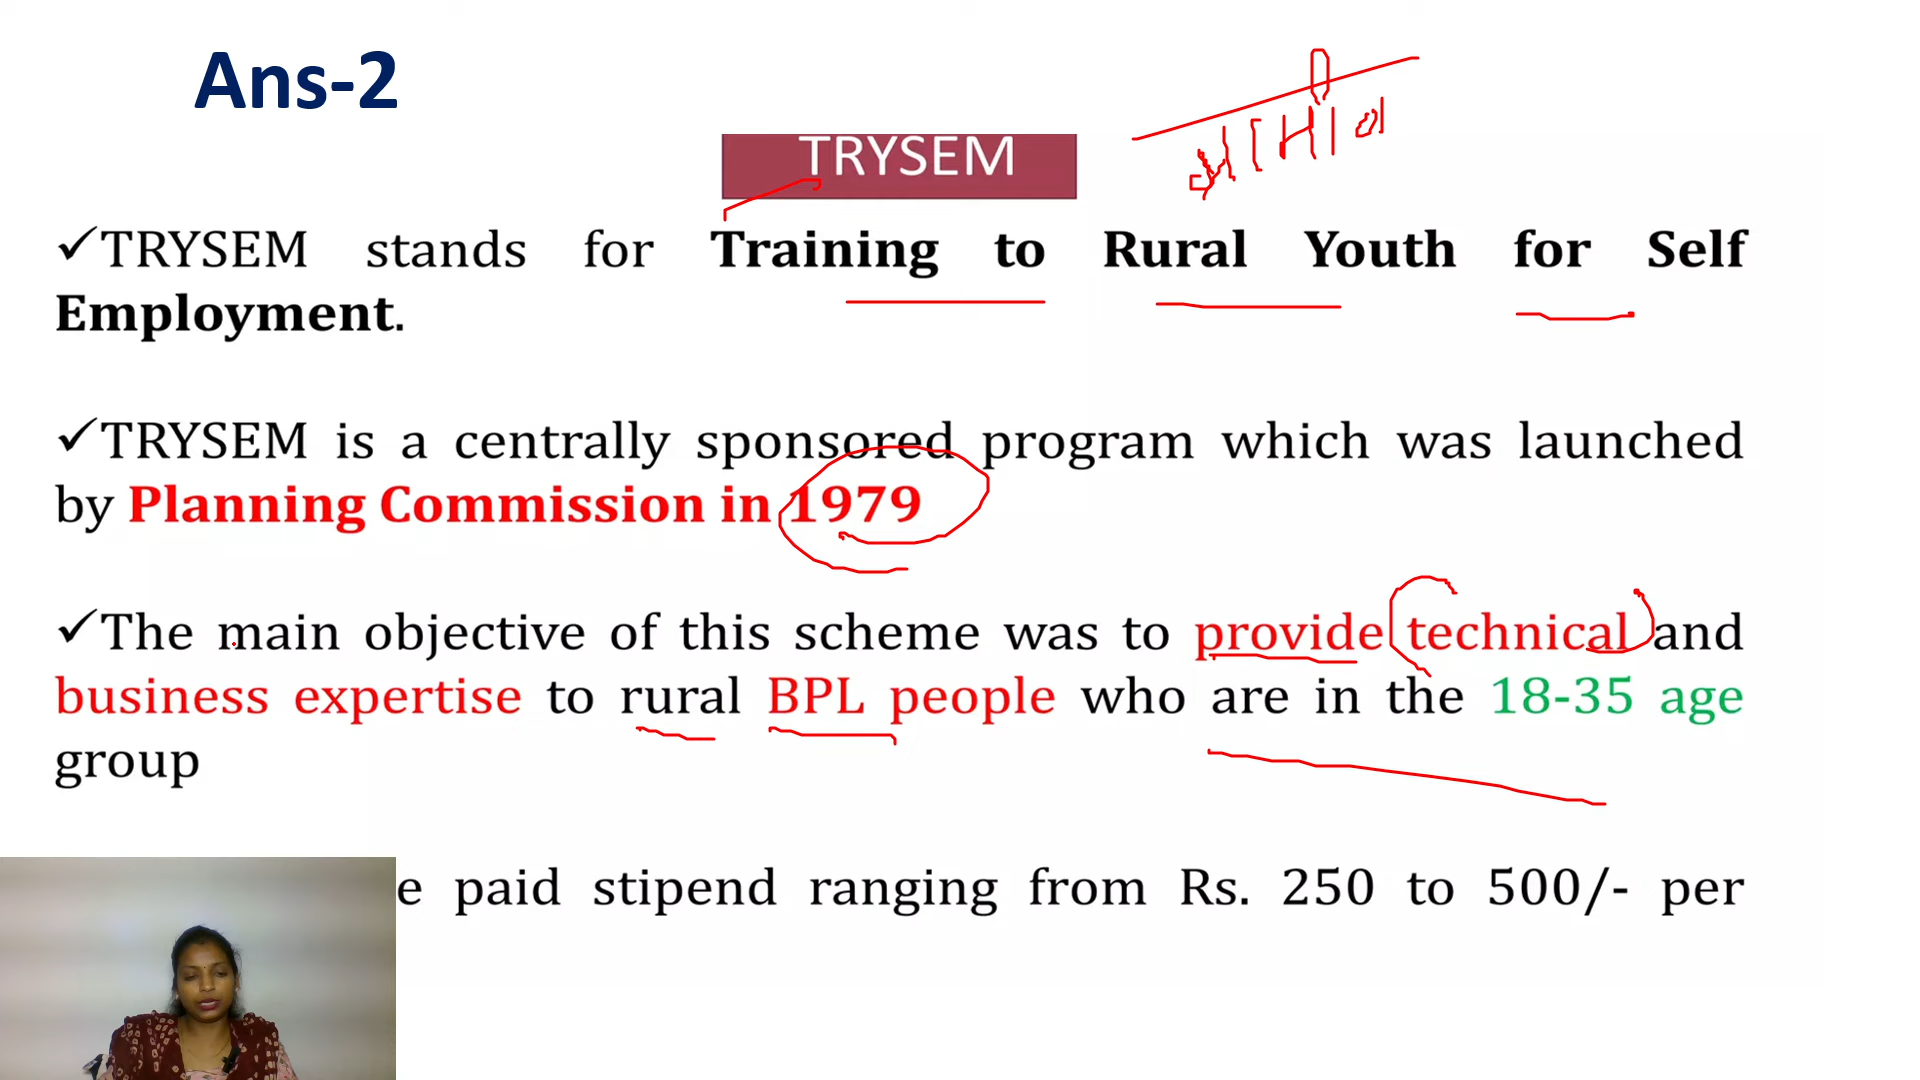 Ans-2
TRYSEM
✓TRYSEM stands for Training to Rural Youth for Self
Employment.
✓TRYSEM is a centrally sponsored program which was launched
by Planning Commission in 1979
✓The main objective of this scheme was to provide technical and
business expertise to rural BPL people who are in the 18-35 age
group
e paid stipend ranging from Rs. 250 to 500/- per